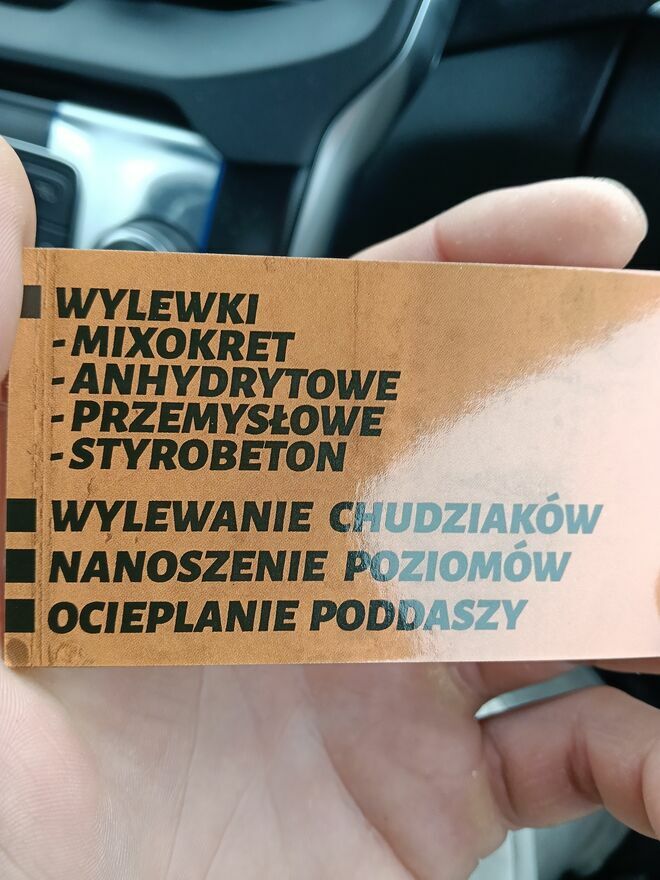 WYLEWKI
-MIXOKRET
-ANHYDRYTOWE
-PRZEMYSŁOWE
-STYROBETON
WYLEWANIE CHUDZIAKÓW
NANOSZENIE POZIOMÓW
OCIEPLANIE PODDASZY